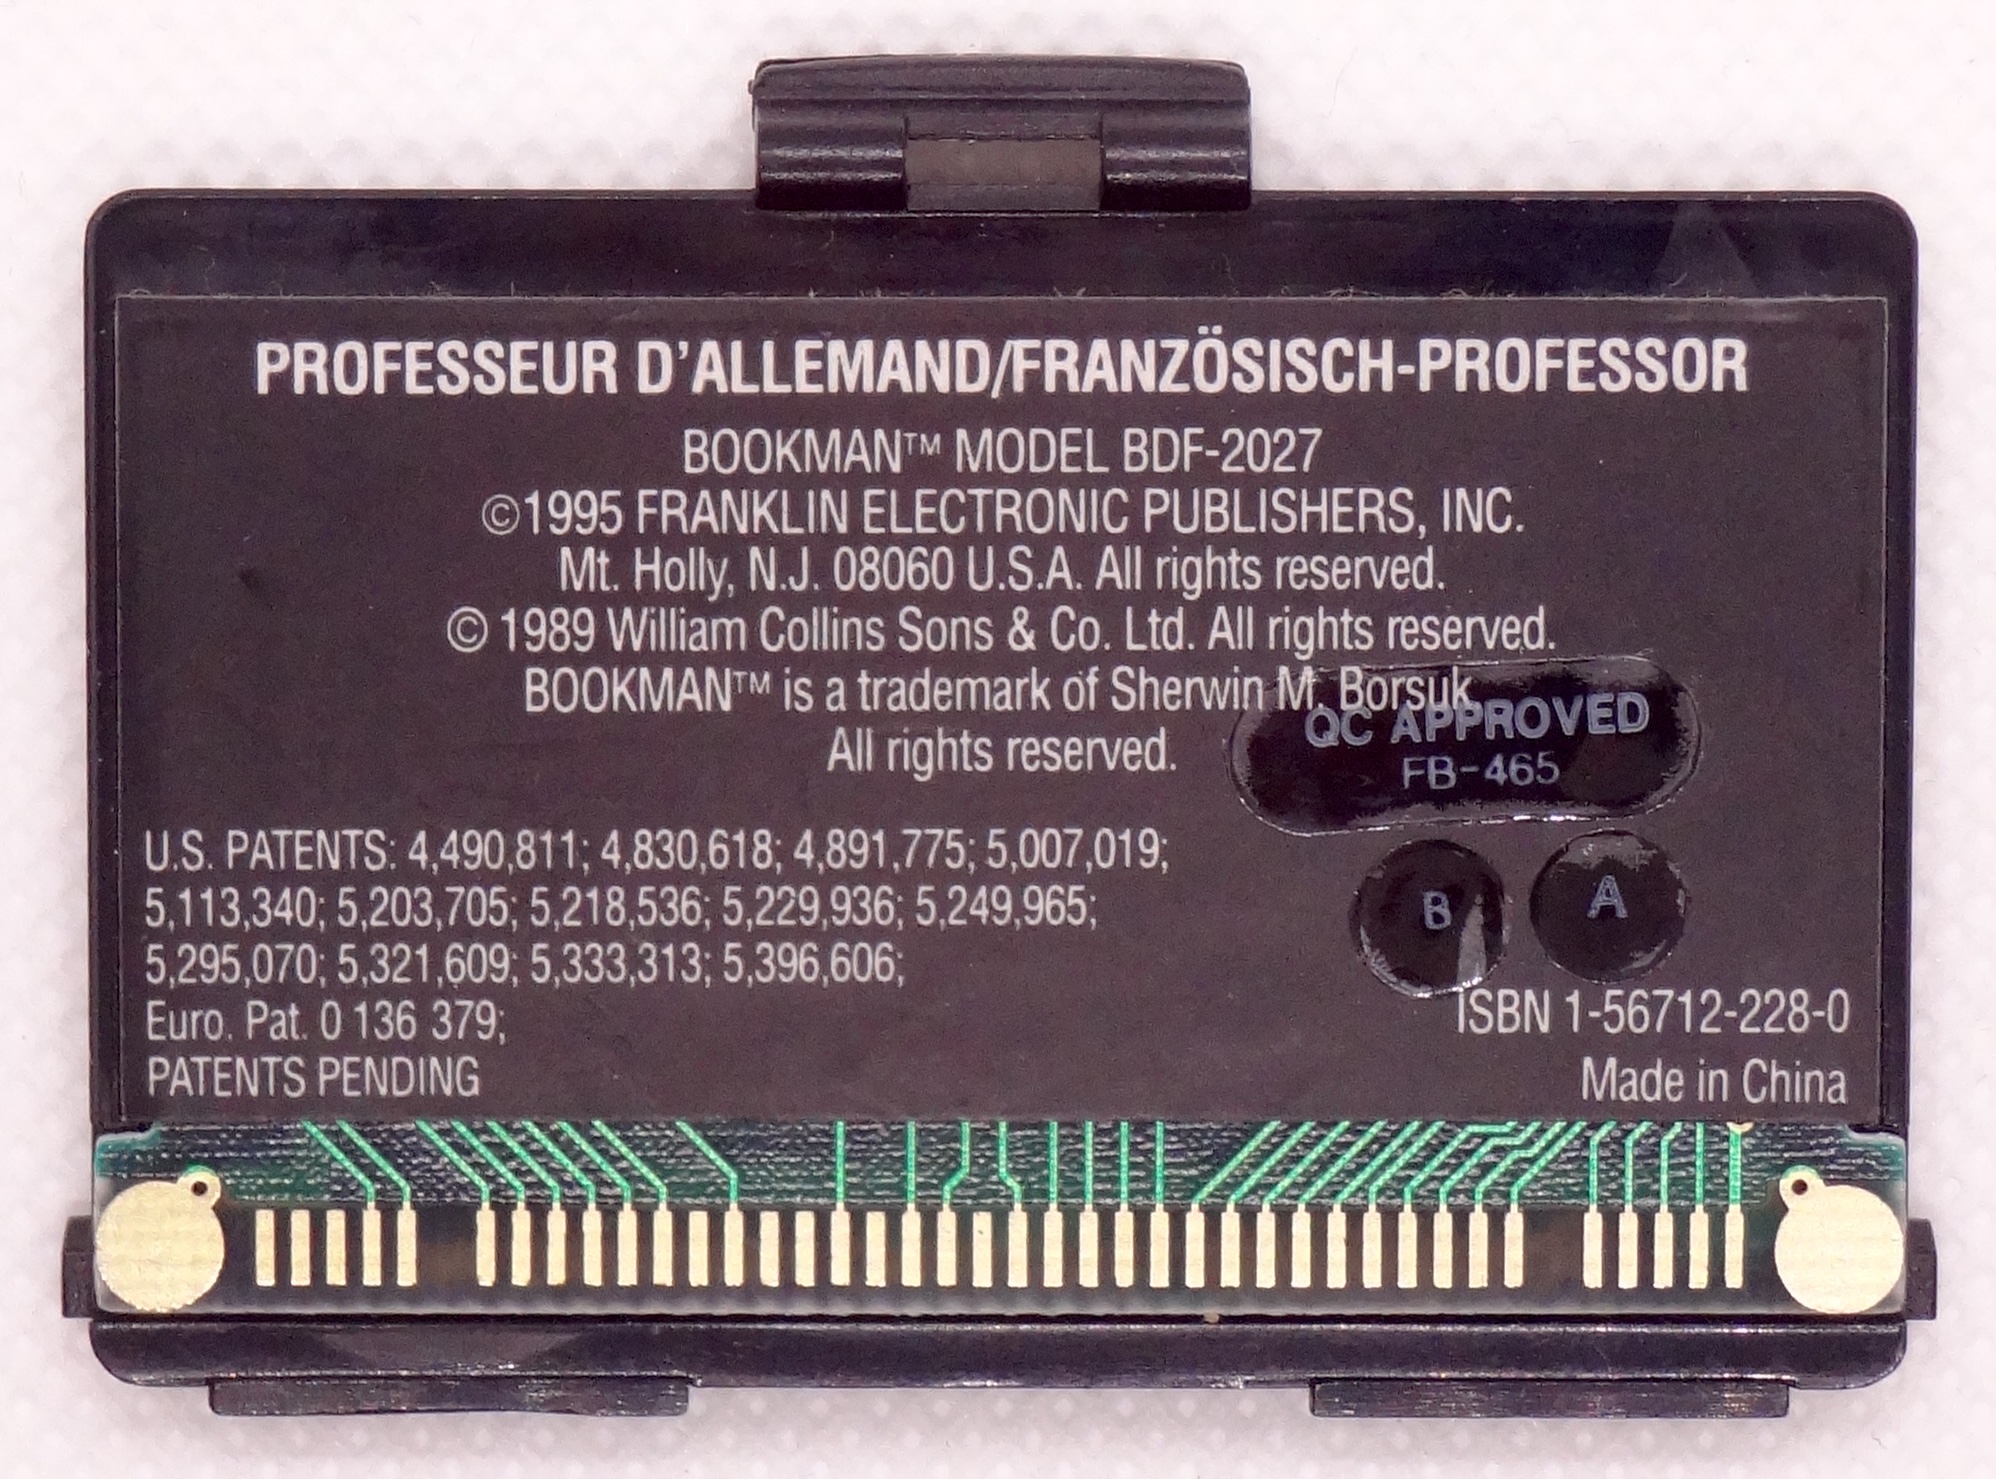 PROFESSEUR D'ALLEMAND/FRANZÖSISCH-PROFESSOR
BOOKMAN™ MODEL BDF-2027
©1995 FRANKLIN ELECTRONIC PUBLISHERS, INC.
Mt. Holly, N.J. 08060 U.S.A. All rights reserved.
© 1989 William Collins Sons & Co. Ltd. All rights reserved.
BOOKMAN™ is a trademark of Sherwin M. Borsuk
All rights reserved.
QC APPROVED
FB-465
B
A
U.S. PATENTS: 4,490,811; 4,830,618; 4,891,775; 5,007,019;
5,113,340; 5,203,705; 5,218,536; 5,229,936; 5,249,965;
5,295,070; 5,321,609; 5,333,313; 5,396,606;
Euro. Pat. 0 136 379;
PATENTS PENDING
ISBN 1-56712-228-0
Made in China